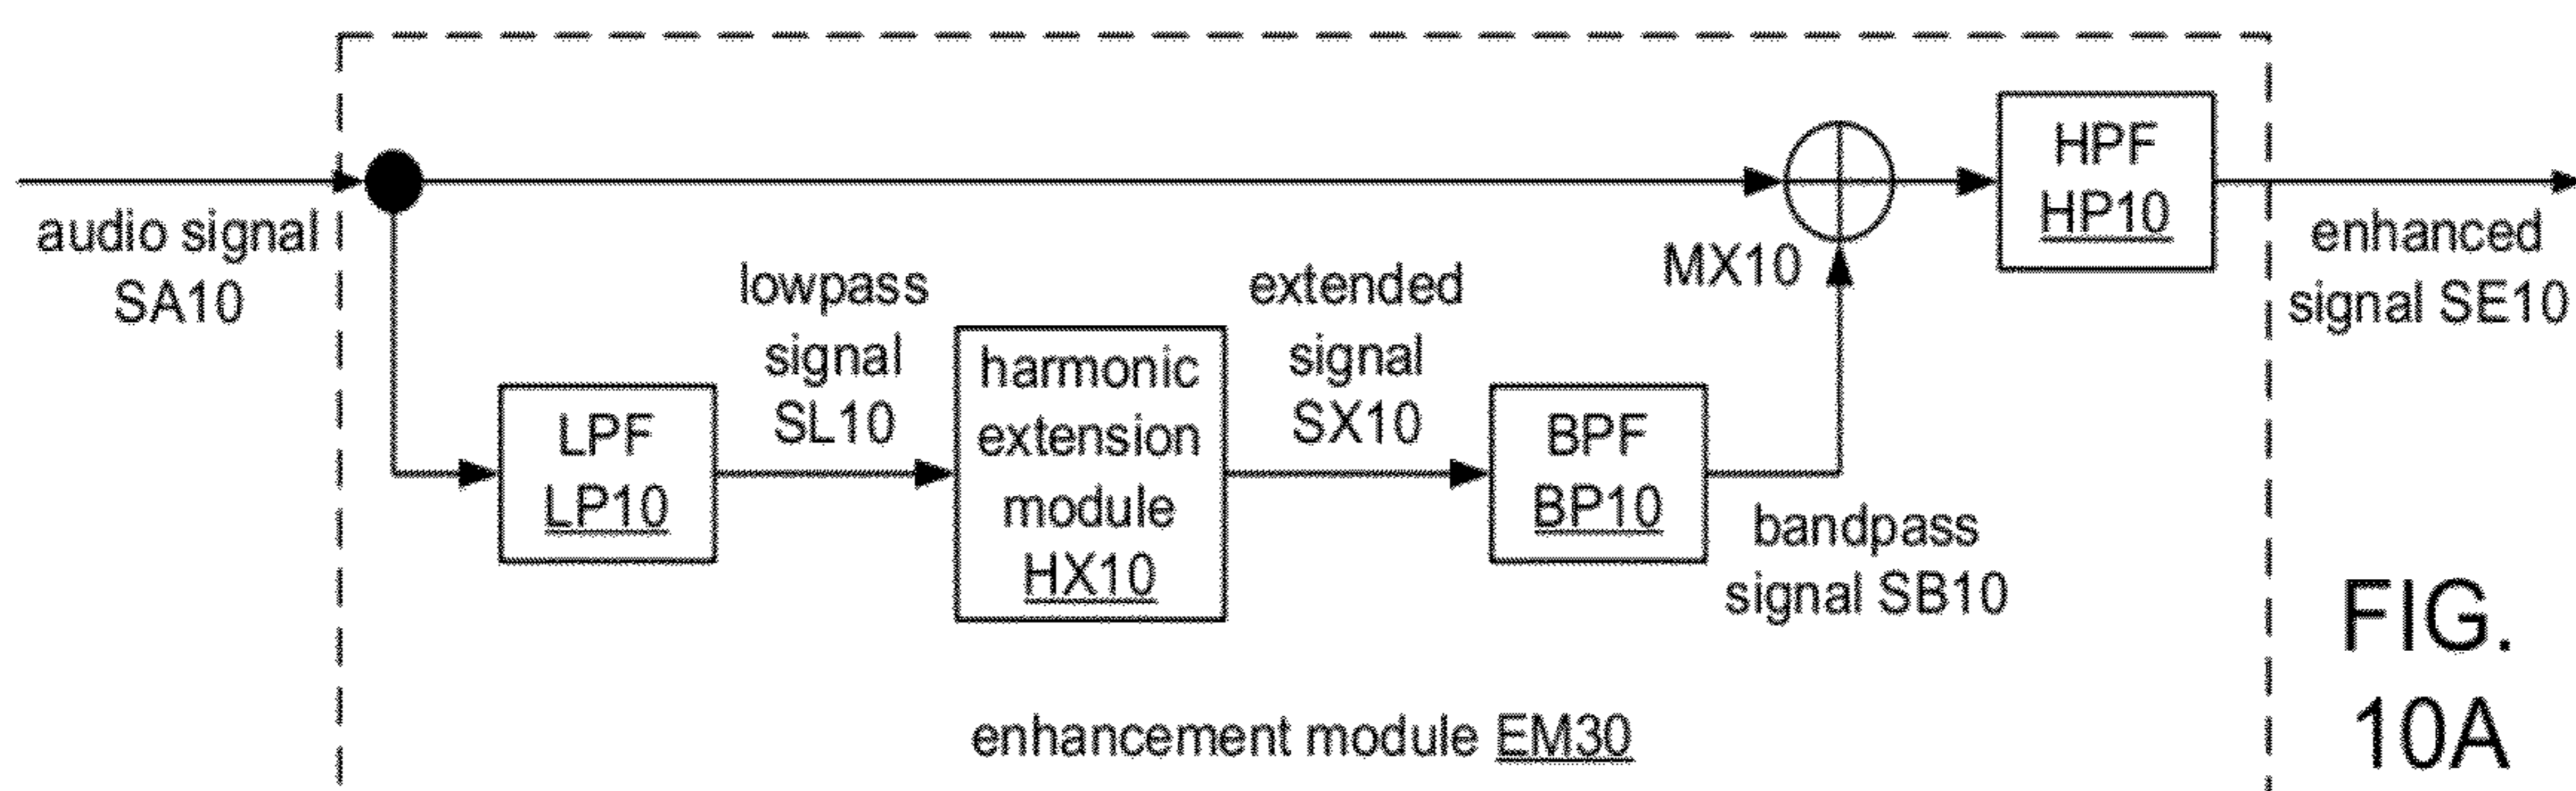 audio signal
SA10
LPF
LP10
lowpass
signal
SL10
harmonic
extension
module
HX10
extended
signal
SX10
BPF
BP10
bandpass
signal SB10
MX10
HPF
HP10
enhanced
signal SE10
enhancement module EM30
FIG.
10A